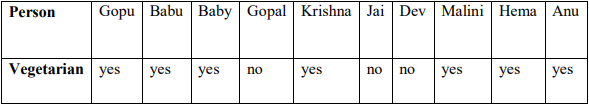 Person Gopu Babu Baby Gopal Krishna Jai Dev Malini Hema Anu
Vegetarian yes yes yes no yes no no yes yes yes